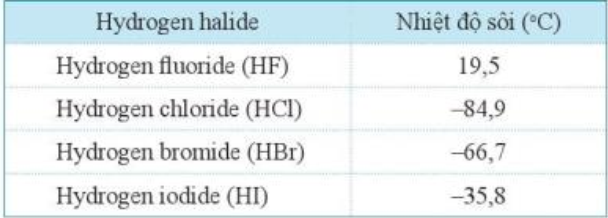 Hydrogen halide Nhiệt độ sôi (°C)
Hydrogen fluoride (HF) 19,5
Hydrogen chloride (HCl) –84,9
Hydrogen bromide (HBr) –66,7
Hydrogen iodide (HI) –35,8